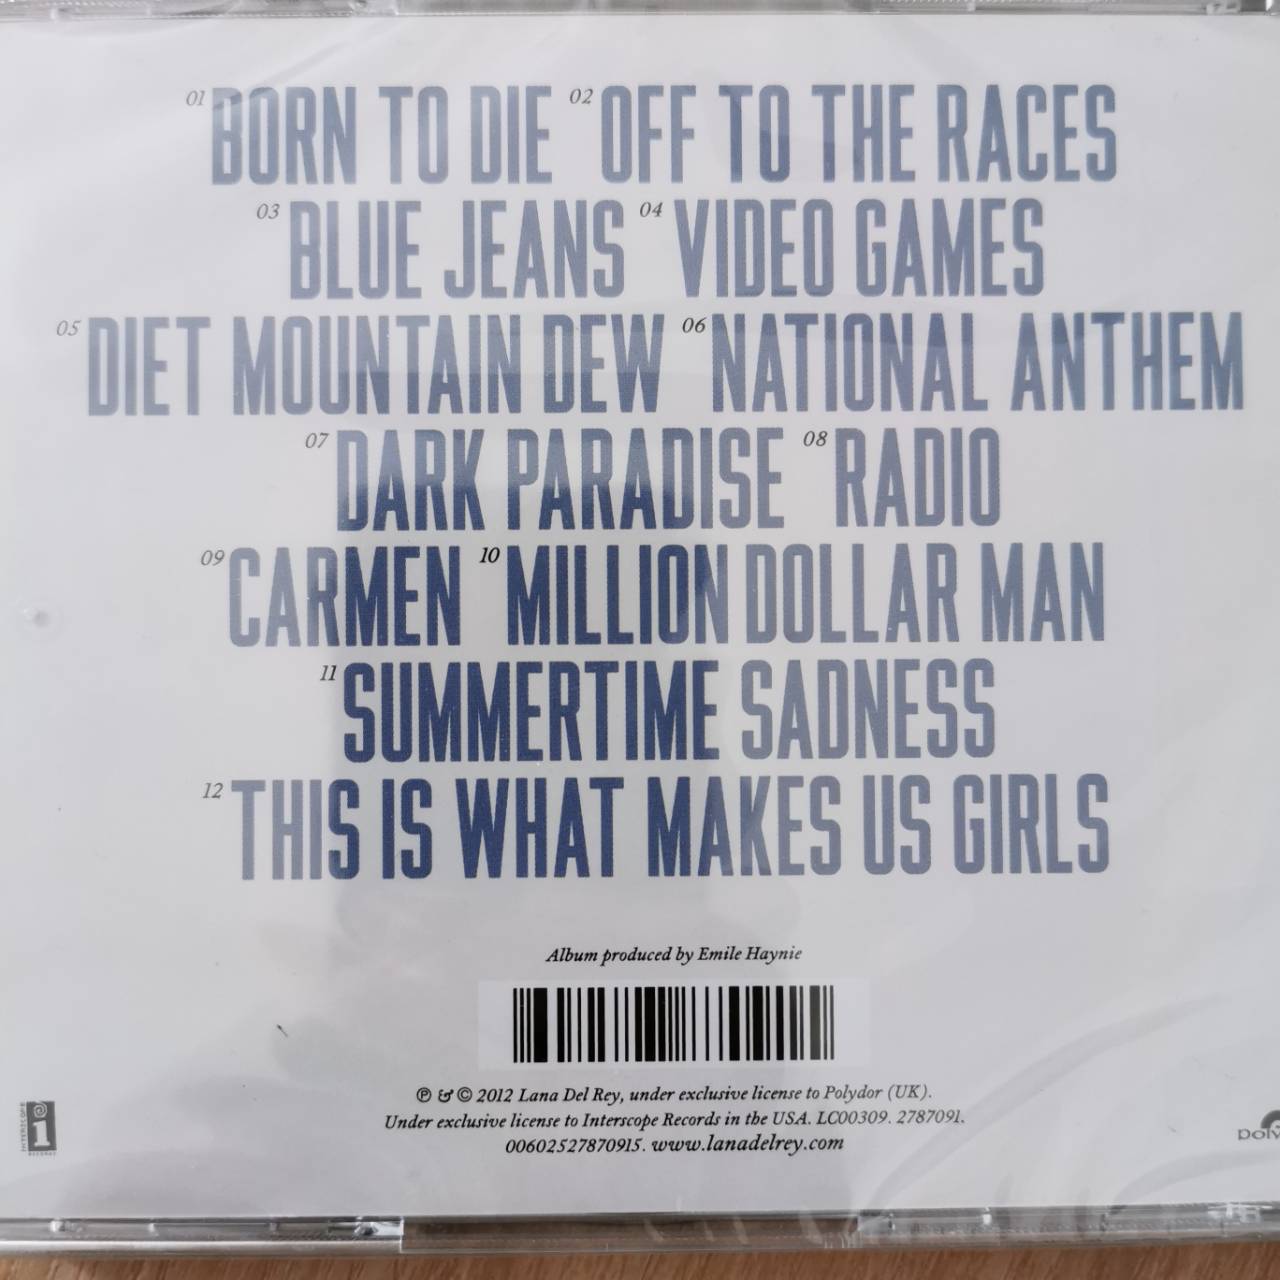 01 BORN TO DIE 02 OFF TO THE RACES
03 BLUE JEANS 04 VIDEO GAMES
05 DIET MOUNTAIN DEW 06 NATIONAL ANTHEM
07 DARK PARADISE 08 RADIO
09 CARMEN 10 MILLION DOLLAR MAN
11 SUMMERTIME SADNESS
12 THIS IS WHAT MAKES US GIRLS
Album produced by Emile Haynie
℗ & © 2012 Lana Del Rey, under exclusive license to Polydor (UK).
Under exclusive license to Interscope Records in the USA. LC00309. 2787091.
00602527870915. www.lanadelrey.com
INTERSCOPE
i
RECORDS